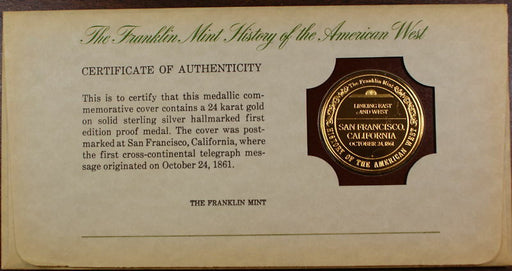 The Franklin Mint History of the American West
CERTIFICATE OF AUTHENTICITY
This is to certify that this medallic com-
memorative cover contains a 24 karat gold
on solid sterling silver hallmarked first
edition proof medal. The cover was post-
marked at San Francisco, California, where
the first cross-continental telegraph mes-
sage originated on October 24, 1861.
THE FRANKLIN MINT
The Franklin Mint
LINKING EAST
AND WEST
SAN FRANCISCO,
CALIFORNIA
OCTOBER 24, 1861
HISTORY OF THE AMERICAN WEST